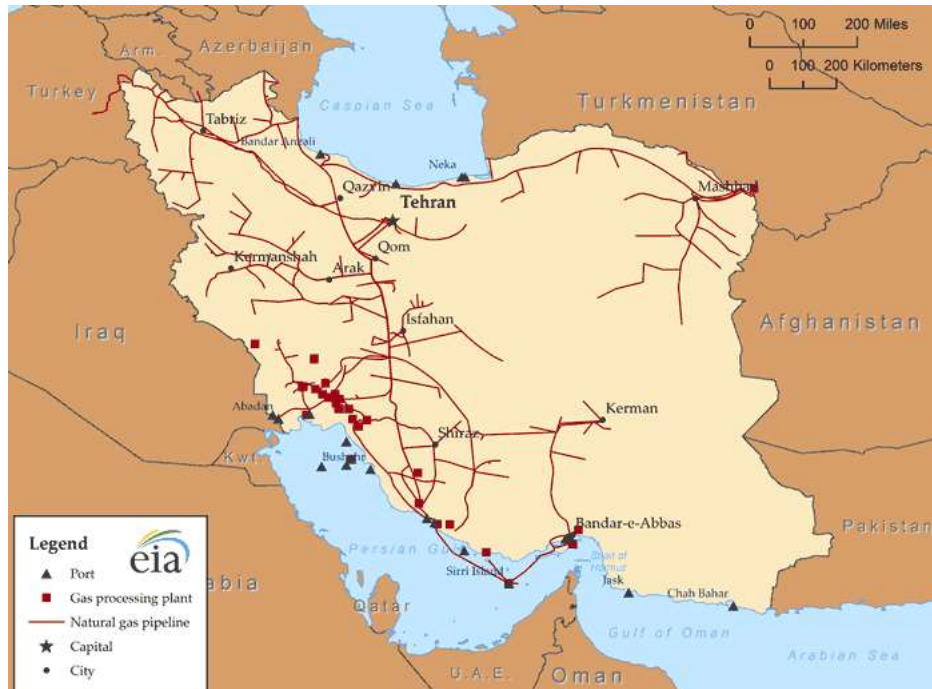 0 100 200 Miles
0 100 200 Kilometers
Arm.
Azerbaijan
Turkey
Caspian Sea
Turkmenistan
Tabriz
Bandar Anzali
Neka
Mashhad
Qazvin
Tehran
Qom
Kermanshah
Arak
Isfahan
Iraq
Afghanistan
Abadan
Kerman
Shiraz
Kwt.
Bushehr
Bandar-e-Abbas
Pakistan
Persian Gulf
Strait of
Hormuz
Sirri Island
Jask
Chah Bahar
Qatar
Gulf of Oman
U.A.E.
Oman
Arabian Sea
Legend
eia
Port
Gas processing plant
Natural gas pipeline
Capital
City